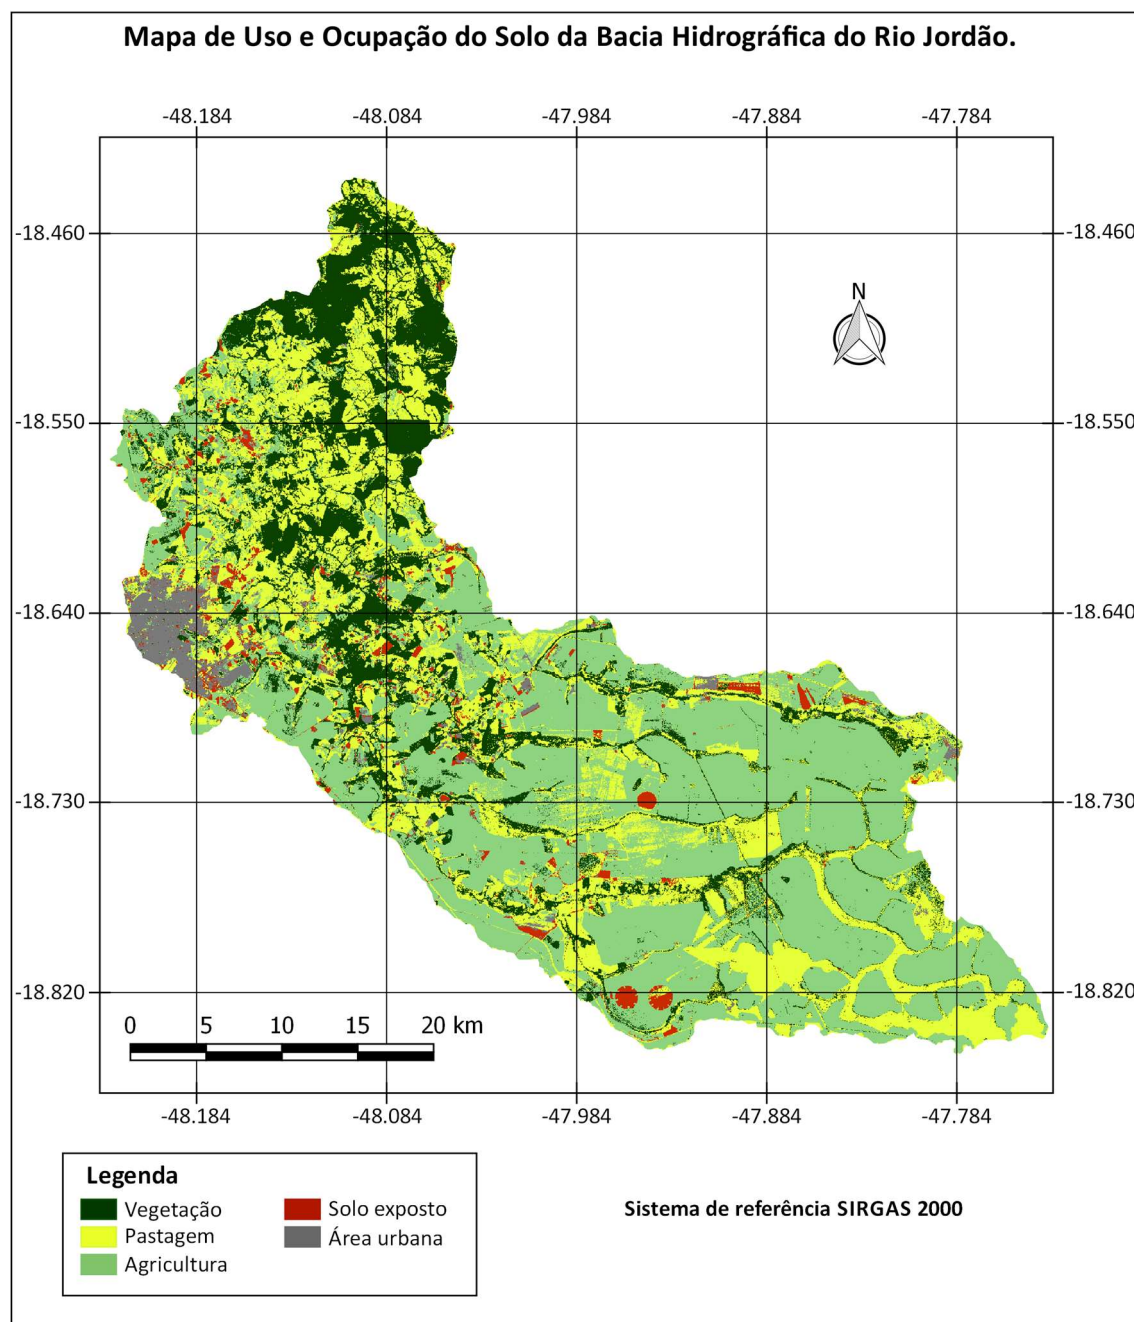 Mapa de Uso e Ocupação do Solo da Bacia Hidrográfica do Rio Jordão.
-48.184 -48.084 -47.984 -47.884 -47.784
-18.460 -18.460
N
-18.550 -18.550
-18.640 -18.640
-18.730 -18.730
-18.820 -18.820
0 5 10 15 20 km
-48.184 -48.084 -47.984 -47.884 -47.784
Legenda
Vegetação Solo exposto
Pastagem Área urbana
Agricultura
Sistema de referência SIRGAS 2000